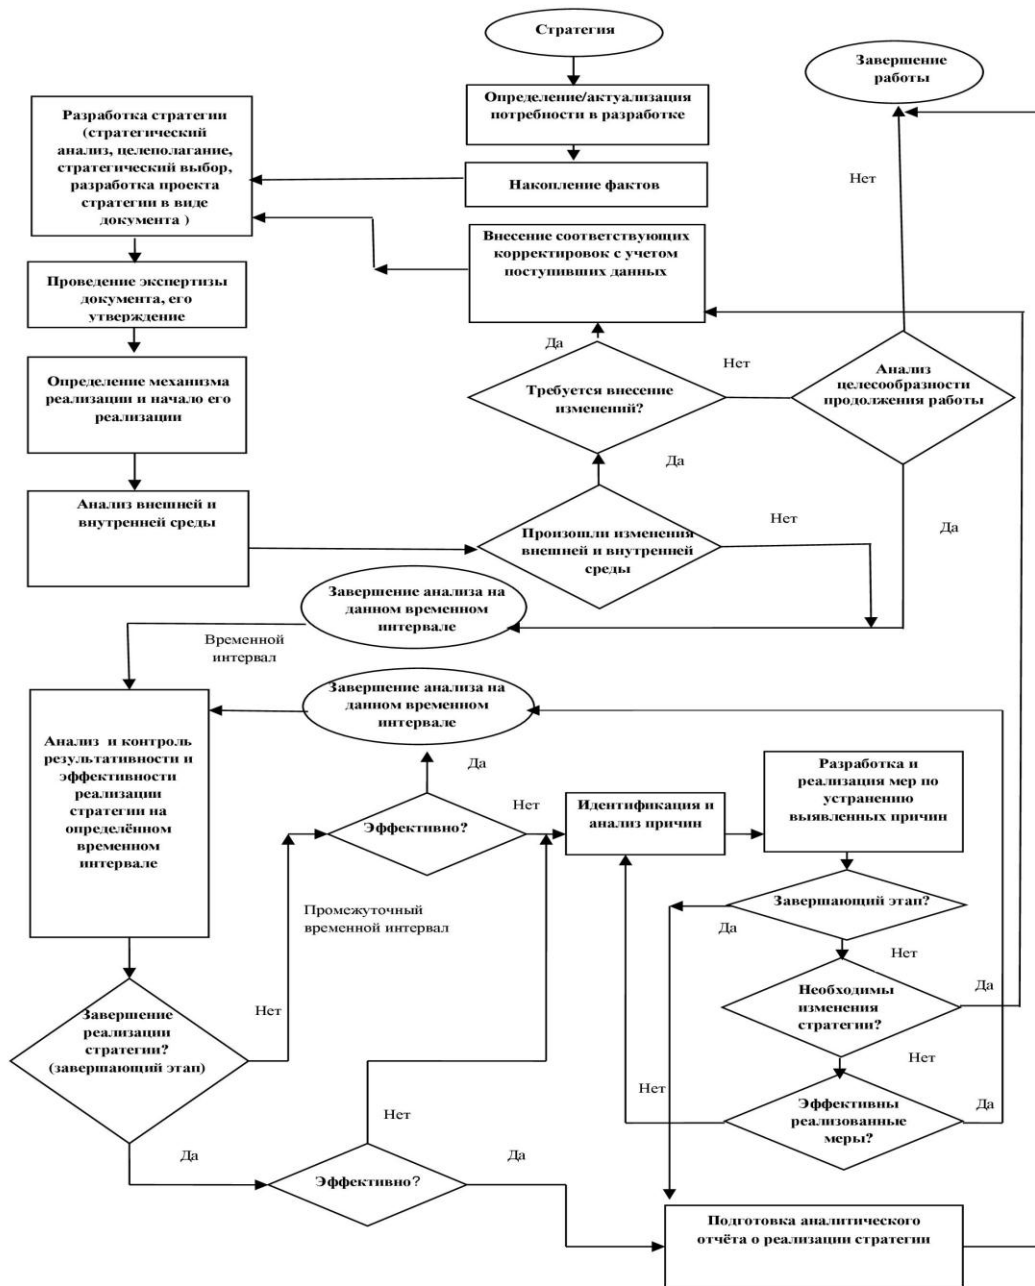 Стратегия
Завершение
работы
Определение/актуализация
потребности в разработке
Разработка стратегии
(стратегический
анализ, целеполагание,
стратегический выбор,
разработка проекта
стратегии в виде
документа )
Накопление фактов
Нет
Внесение соответствующих
корректировок с учетом
поступивших данных
Проведение экспертизы
документа, его
утверждение
Да
Нет
Определение механизма
реализации и начало его
реализации
Требуется внесение
изменений?
Анализ
целесообразности
продолжения работы
Да
Анализ внешней и
внутренней среды
Нет
Да
Произошли изменения
внешней и внутренней
среды
Завершение анализа на
данном временном
интервале
Временной
интервал
Завершение анализа на
данном временном
интервале
Анализ и контроль
результативности и
эффективности
реализации
стратегии на
определённом
временном
интервале
Да
Нет
Эффективно?
Идентификация и
анализ причин
Разработка и
реализация мер по
устранению
выявленных причин
Промежуточный
временной интервал
Завершающий этап?
Да
Нет
Необходимы
изменения
стратегии?
Да
Завершение
реализации
стратегии?
(завершающий этап)
Нет
Нет
Нет
Эффективны
реализованные
меры?
Да
Нет
Да
Эффективно?
Да
Подготовка аналитического
отчёта о реализации стратегии